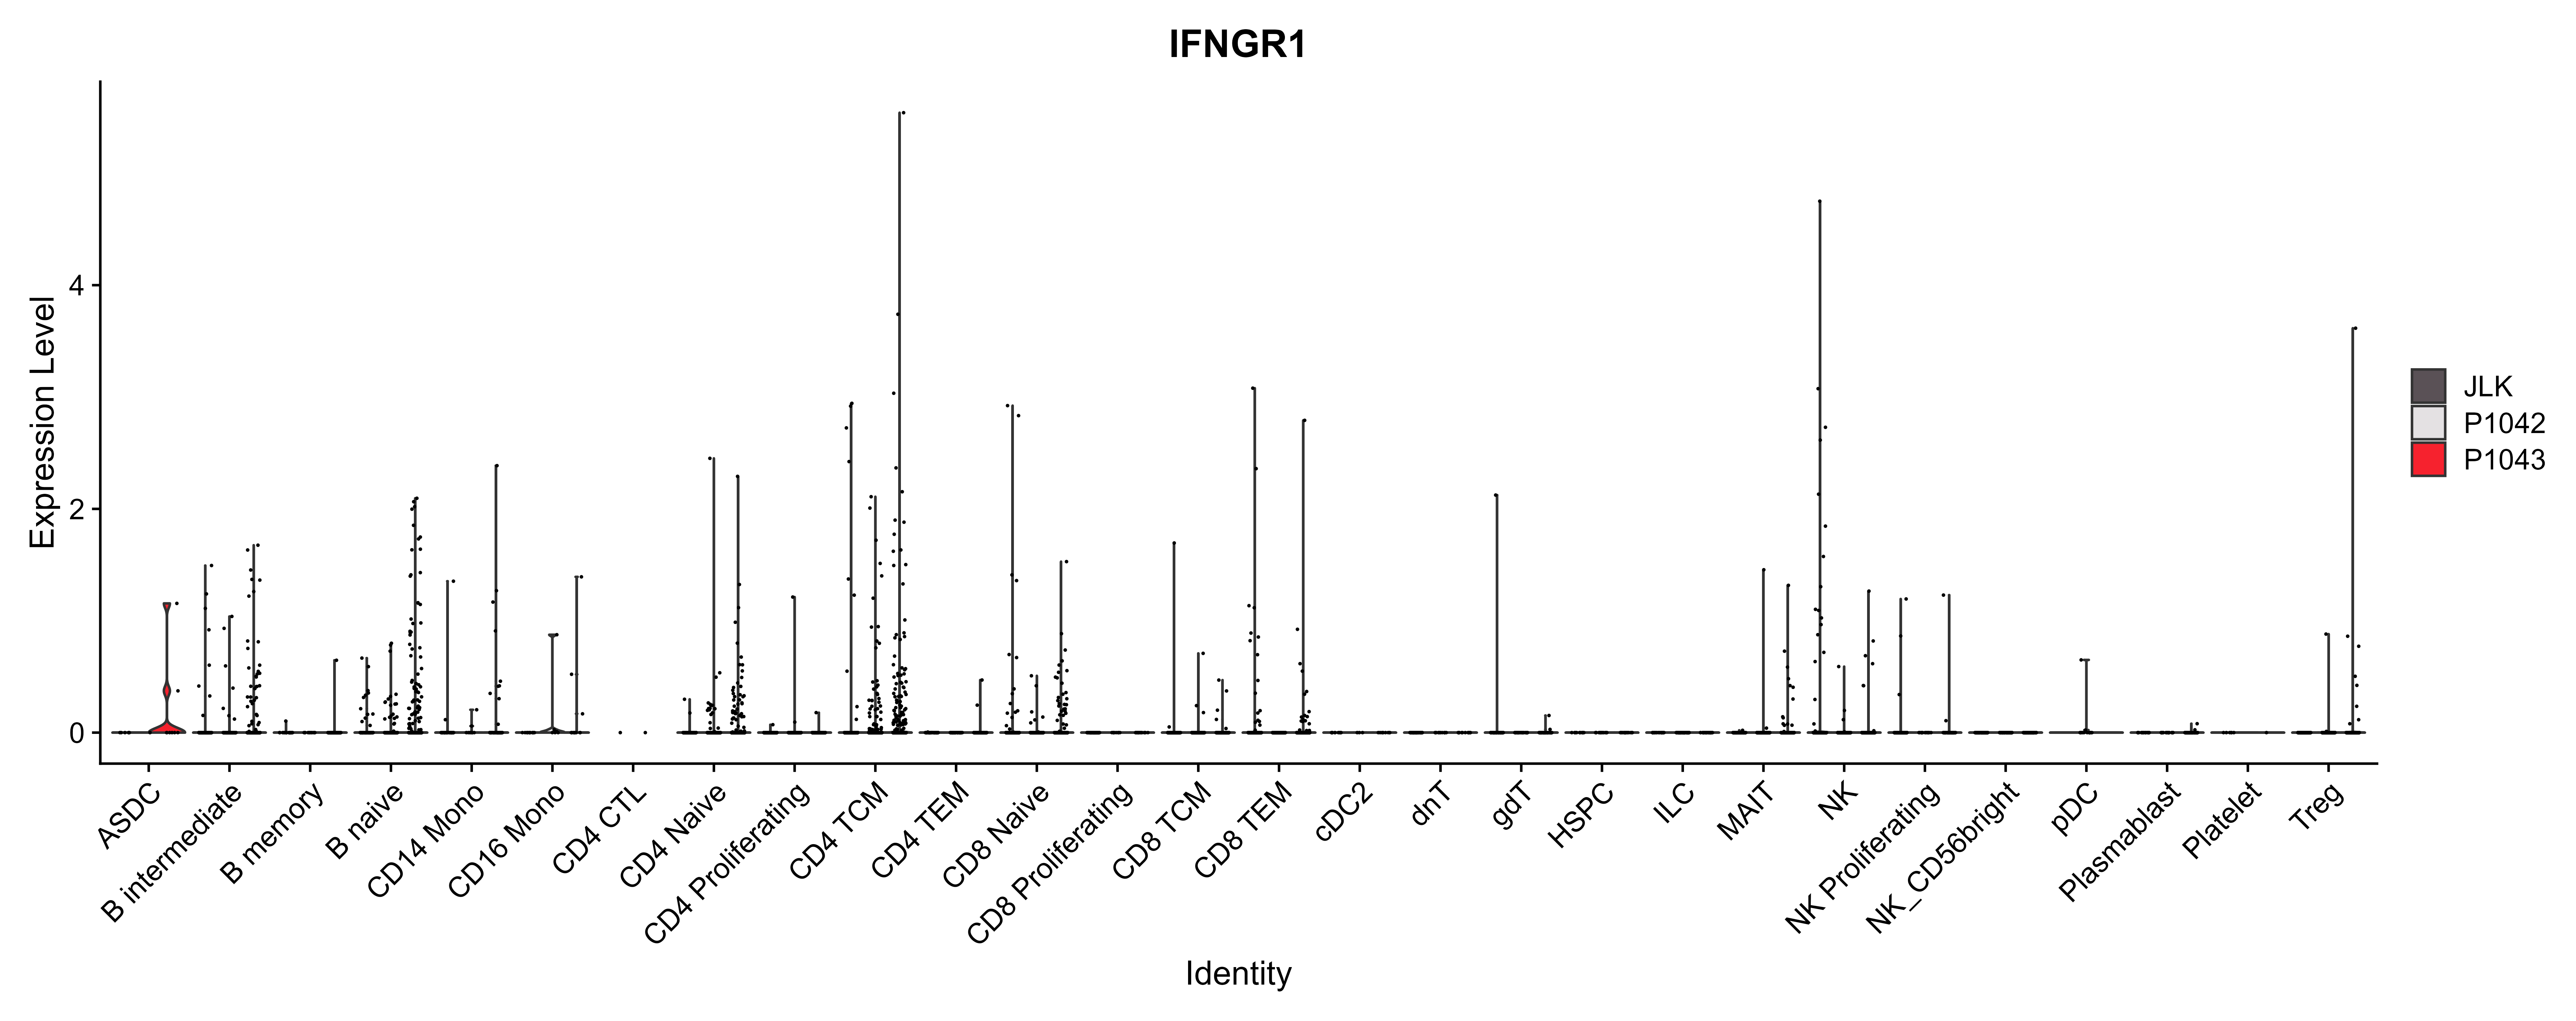 IFNGR1
Expression Level
4
2
0
ASDC
B intermediate
B memory
B naive
CD14 Mono
CD16 Mono
CD4 CTL
CD4 Naive
CD4 Proliferating
CD4 TCM
CD4 TEM
CD8 Naive
CD8 Proliferating
CD8 TCM
CD8 TEM
cDC2
dnT
gdT
HSPC
ILC
MAIT
NK
NK Proliferating
NK_CD56bright
pDC
Plasmablast
Platelet
Treg
Identity
JLK
P1042
P1043